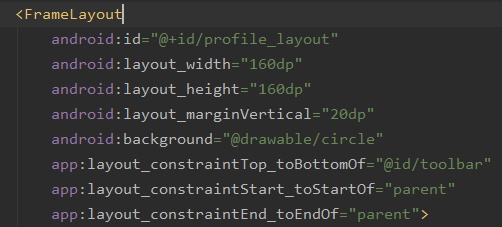 <FrameLayout
android:id="@+id/profile_layout"
android:layout_width="160dp"
android:layout_height="160dp"
android:layout_marginVertical="20dp"
android:background="@drawable/circle"
app:layout_constraintTop_toBottomOf="@id/toolbar"
app:layout_constraintStart_toStartOf="parent"
app:layout_constraintEnd_toEndOf="parent">